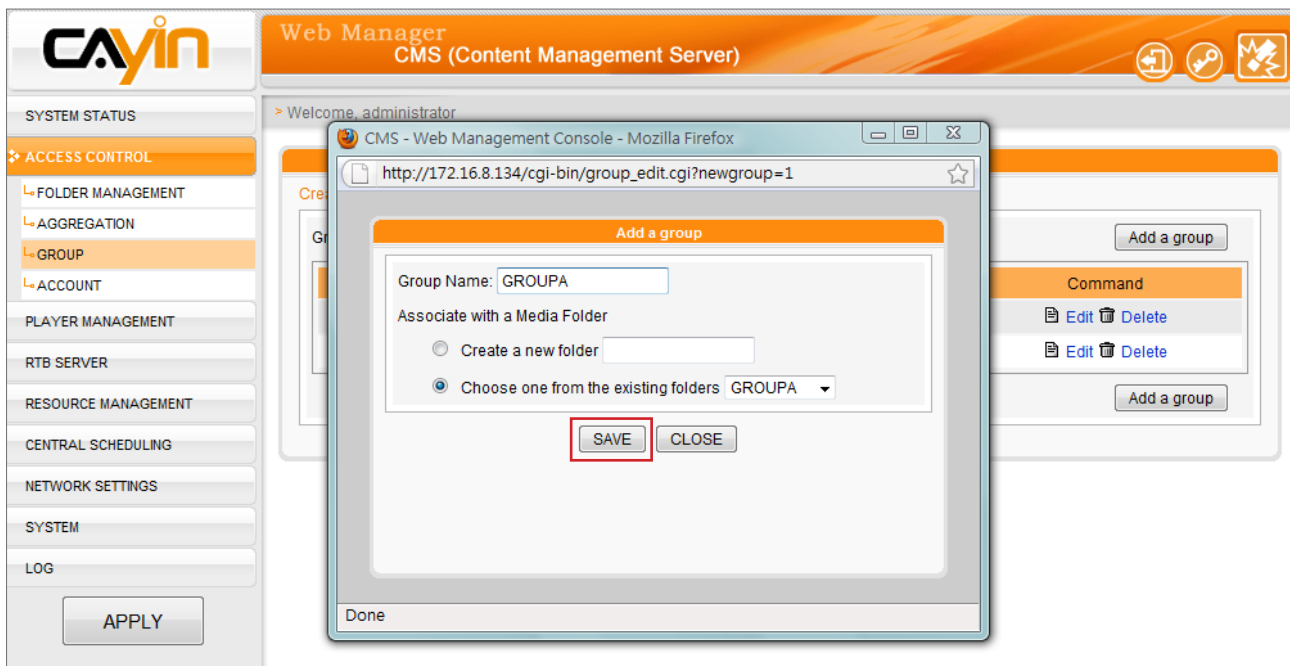 CAYIN
Web Manager
CMS (Content Management Server)
SYSTEM STATUS
ACCESS CONTROL
FOLDER MANAGEMENT
AGGREGATION
GROUP
ACCOUNT
PLAYER MANAGEMENT
RTB SERVER
RESOURCE MANAGEMENT
CENTRAL SCHEDULING
NETWORK SETTINGS
SYSTEM
LOG
APPLY
> Welcome, administrator
CMS - Web Management Console - Mozilla Firefox
http://172.16.8.134/cgi-bin/group_edit.cgi?newgroup=1
Add a group
Group Name: GROUPA
Associate with a Media Folder
Create a new folder
Choose one from the existing folders GROUPA
SAVE CLOSE
Done
Add a group
Command
Edit Delete
Edit Delete
Add a group